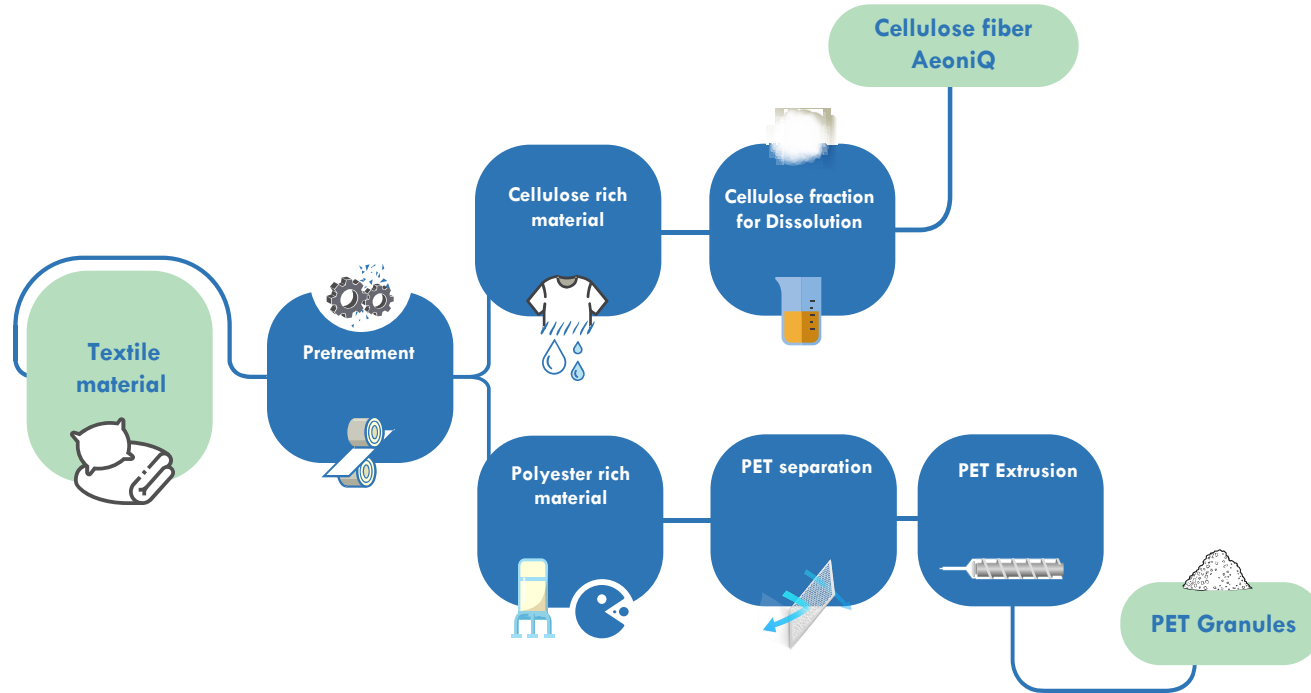 Cellulose fiber
AeoniQ
Cellulose rich
material
Cellulose fraction
for Dissolution
Textile
material
Pretreatment
Polyester rich
material
PET separation
PET Extrusion
PET Granules